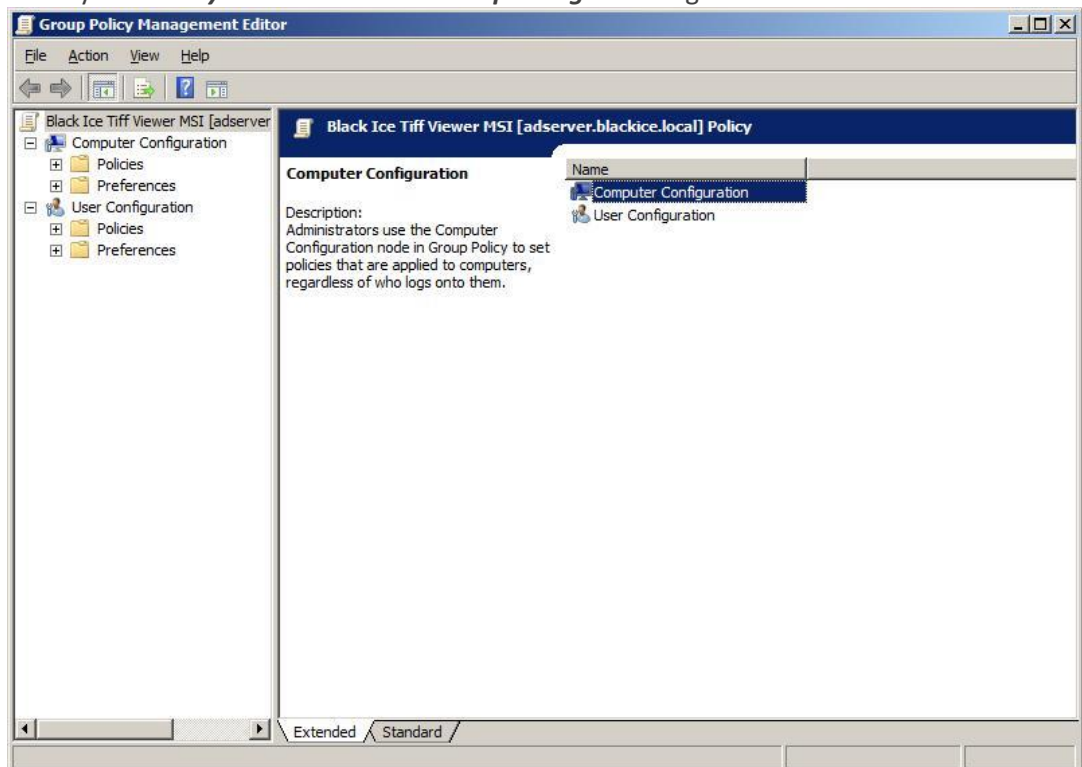 Group Policy Management Editor
File Action View Help
Black Ice Tiff Viewer MSI [adserver
Computer Configuration
Policies
Preferences
User Configuration
Policies
Preferences
Black Ice Tiff Viewer MSI [adserver.blackice.local] Policy
Computer Configuration
Description:
Administrators use the Computer
Configuration node in Group Policy to set
policies that are applied to computers,
regardless of who logs onto them.
Name
Computer Configuration
User Configuration
Extended Standard